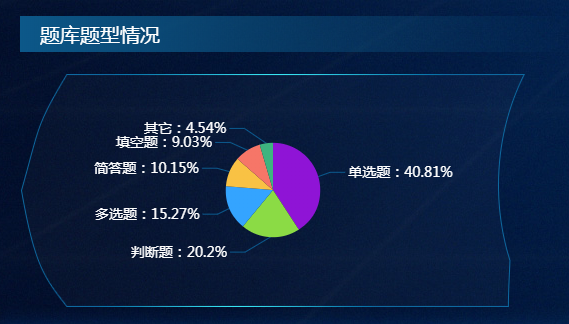 题库题型情况
其它：4.54%
填空题：9.03%
简答题：10.15%
单选题：40.81%
多选题：15.27%
判断题：20.2%